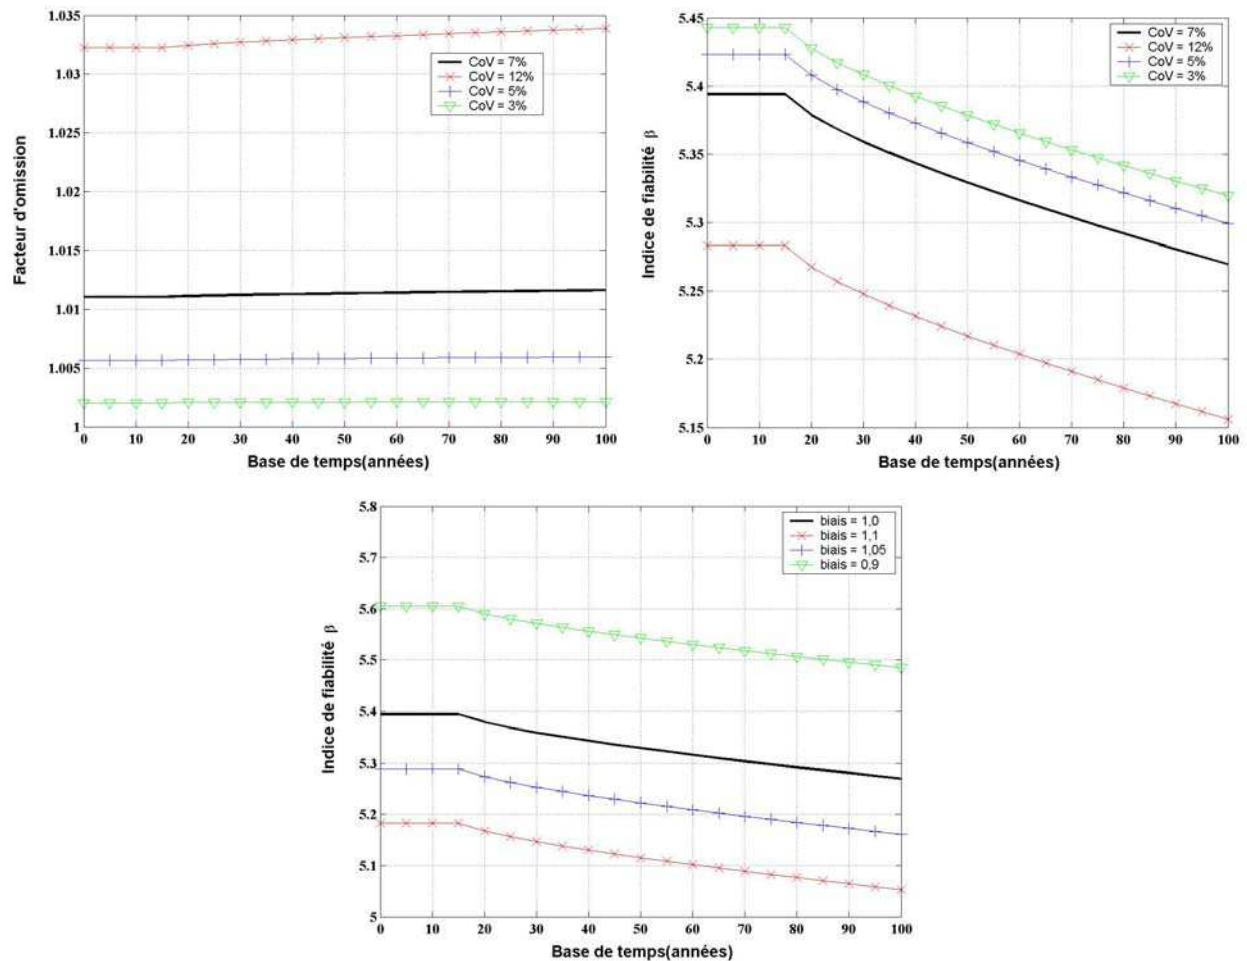 1.035
1.03
1.025
1.02
1.015
1.01
1.005
1
Facteur d'omission
CoV = 7%
CoV = 12%
CoV = 5%
CoV = 3%
0 10 20 30 40 50 60 70 80 90 100
Base de temps(années)
5.45
5.4
5.35
5.3
5.25
5.2
5.15
Indice de fiabilité β
CoV = 7%
CoV = 12%
CoV = 5%
CoV = 3%
0 10 20 30 40 50 60 70 80 90 100
Base de temps(années)
5.8
5.7
5.6
5.5
5.4
5.3
5.2
5.1
5
Indice de fiabilité β
biais = 1,0
biais = 1,1
biais = 1,05
biais = 0,9
0 10 20 30 40 50 60 70 80 90 100
Base de temps(années)